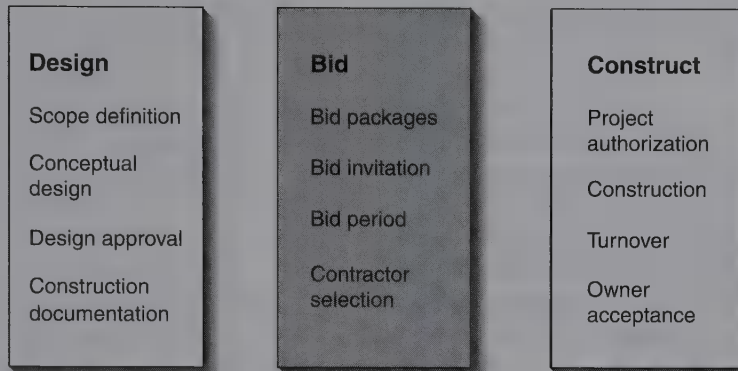 Design
Scope definition
Conceptual
design
Design approval
Construction
documentation
Bid
Bid packages
Bid invitation
Bid period
Contractor
selection
Construct
Project
authorization
Construction
Turnover
Owner
acceptance